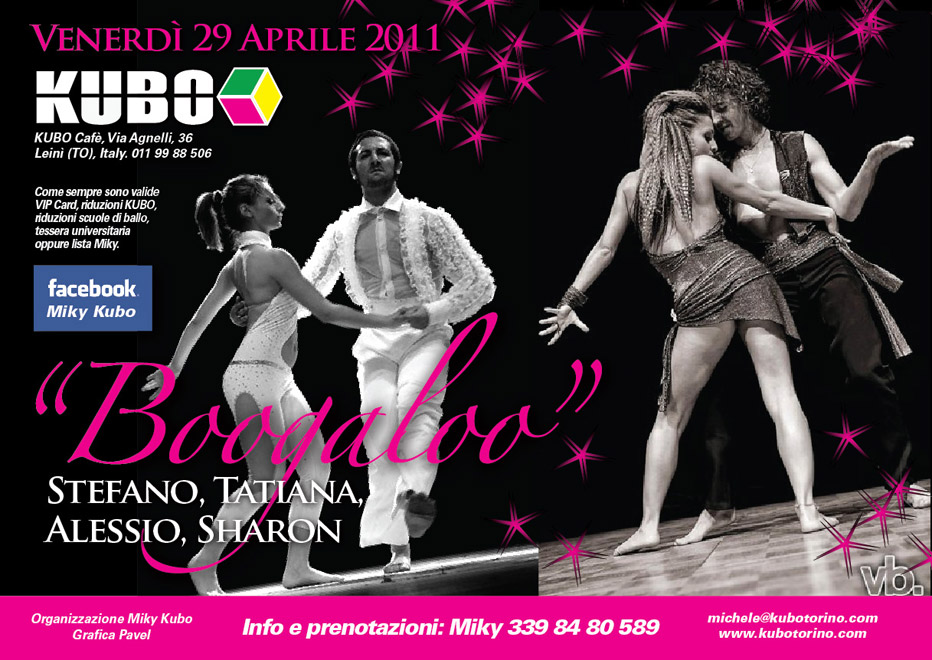 VENERDÌ 29 APRILE 2011
KUBO
KUBO Cafè, Via Agnelli, 36
Leinì (TO), Italy. 011 99 88 506
Come sempre sono valide
VIP Card, riduzioni KUBO,
riduzioni scuole di ballo,
tessera universitaria
oppure lista Miky.
facebook.
Miky Kubo
“Boogaloo”
STEFANO, TATIANA,
ALESSIO, SHARON
vb.
Organizzazione Miky Kubo
Grafica Pavel
Info e prenotazioni: Miky 339 84 80 589
michele@kubotorino.com
www.kubotorino.com